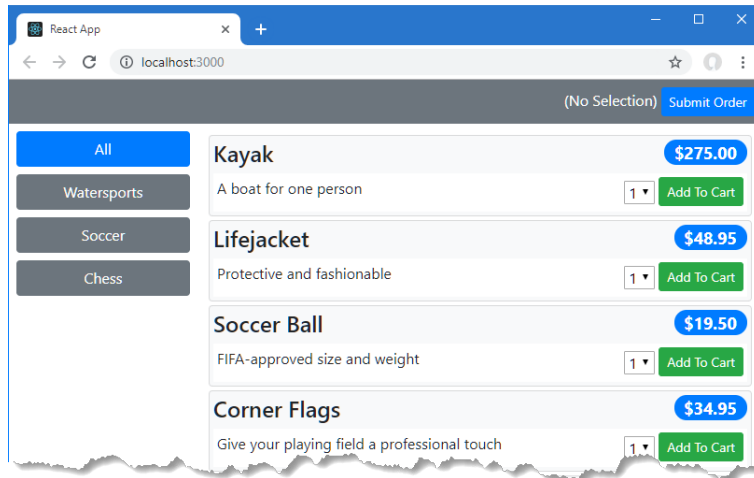 React App
localhost:3000
(No Selection) Submit Order
All
Watersports
Soccer
Chess
Kayak $275.00
A boat for one person 1 Add To Cart
Lifejacket $48.95
Protective and fashionable 1 Add To Cart
Soccer Ball $19.50
FIFA-approved size and weight 1 Add To Cart
Corner Flags $34.95
Give your playing field a professional touch 1 Add To Cart